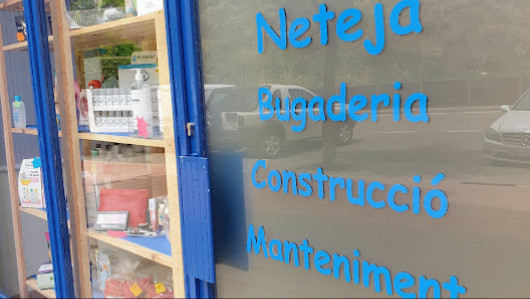 Neteja
Bugaderia
Construcció
Manteniment